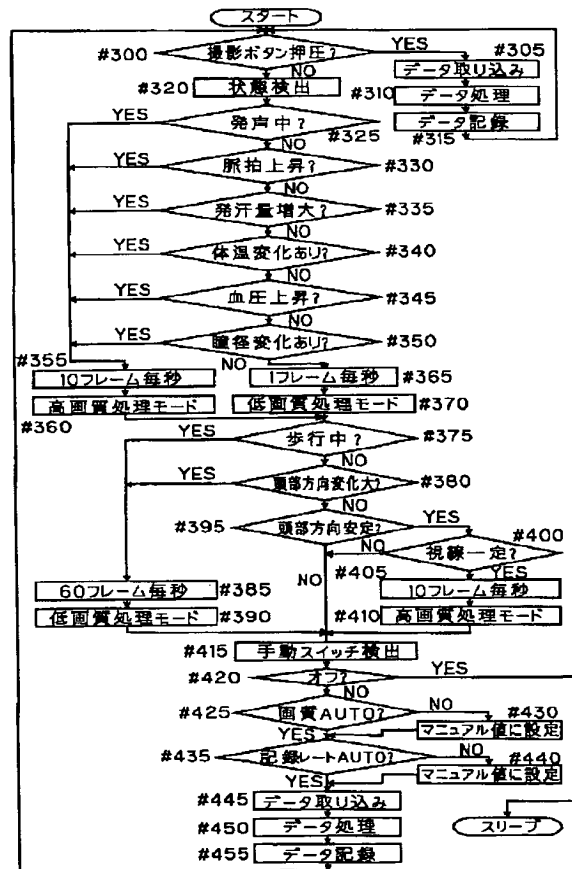 スタート
#300 撮影ボタン押圧? YES #305
NO データ取り込み
#320 状態検出 #310 データ処理
YES 発声中? #325 データ記録
#315
NO
YES 脈拍上昇? #330
NO
YES 発汗量増大? #335
NO
体温変化あり? #340
NO
YES 血圧上昇? #345
NO
YES 瞳径変化あり? #350
#355 NO
10フレーム毎秒 1フレーム毎秒 #365
高画質処理モード 低画質処理モード #370
#360
YES 歩行中? #375
NO
YES 頭部方向変化大? #380
NO
#395 頭部方向安定? YES #400
NO 視線一定?
NO #405 YES
60フレーム毎秒 #385 10フレーム毎秒
低画質処理モード #390 #410 高画質処理モード
#415 手動スイッチ検出
#420 オフ? YES
NO
#425 画質AUTO? NO #430
YES マニュアル値に設定
#435 記録レートAUTO? NO #440
YES マニュアル値に設定
#445 データ取り込み
#450 データ処理 スリープ
#455 データ記録